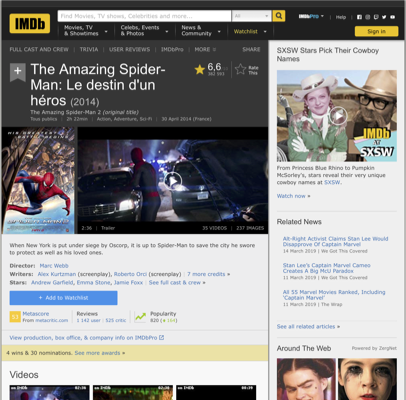 IMDb
Find Movies, TV shows, Celebrities and more...
All
Movies, TV
& Showtimes
Celebs, Events
& Photos
News &
Community
Watchlist
IMDbPro
Help
Sign in
FULL CAST AND CREW | TRIVIA | USER REVIEWS | IMDbPro | MORE
SHARE
The Amazing Spider-
Man: Le destin d'un
héros (2014)
6,6
Rate
This
The Amazing Spider-Man 2 (original title)
Tous publics | 2h 22min | Action, Adventure, Sci-Fi | 30 April 2014 (France)
2:36 | Trailer
35 VIDEOS | 237 IMAGES
When New York is put under siege by Oscorp, it is up to Spider-Man to save the city he swore
to protect as well as his loved ones.
Director: Marc Webb
Writers: Alex Kurtzman (screenplay), Roberto Orci (screenplay) | 7 more credits »
Stars: Andrew Garfield, Emma Stone, Jamie Foxx | See full cast & crew »
+ Add to Watchlist
Metascore
From metacritic.com
Reviews
1 142 user | 525 critic
Popularity
820
View production, box office, & company info on IMDbPro
4 wins & 30 nominations. See more awards »
Videos
SXSW Stars Pick Their Cowboy
Names
IMDb
AT
SXSW
From Princess Blue Rhino to Pumpkin
McSorley's, stars reveal their very unique
cowboy names at SXSW.
Watch now »
Related News
Alt-Right Activist Claims Stan Lee Would
Disapprove Of Captain Marvel
14 March 2019 | We Got This Covered
Stan Lee's Captain Marvel Cameo
Creates A Big McU Paradox
11 March 2019 | We Got This Covered
All 55 Marvel Movies Ranked, Including
'Captain Marvel'
11 March 2019 | The Wrap
See all related articles »
Around The Web
Powered by ZergNet